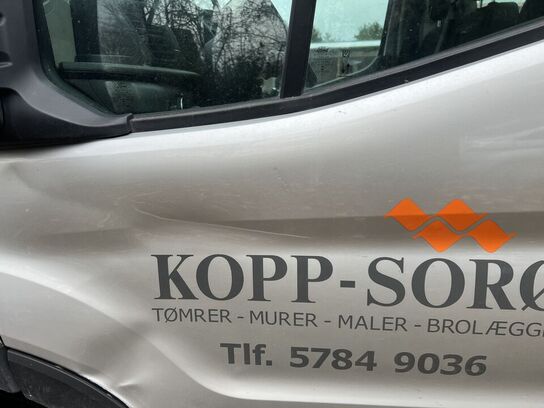 KOPP-SORØ
TØMRER - MURER - MALER - BROLÆGG
Tlf. 5784 9036